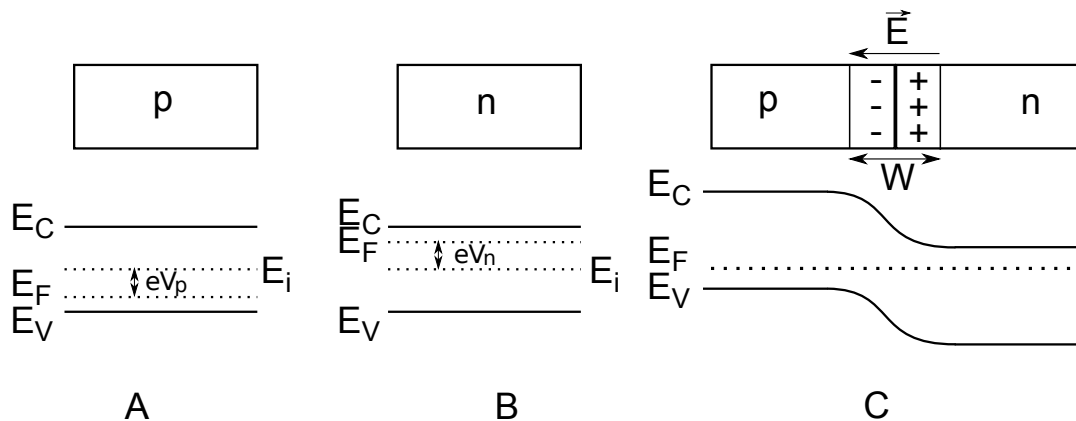 p
E_C
E_F
E_V
eV_p
E_i
A
n
E_C
E_F
E_V
eV_n
E_i
B
E
p
-
-
-
+
+
+
n
W
E_C
E_F
E_V
C